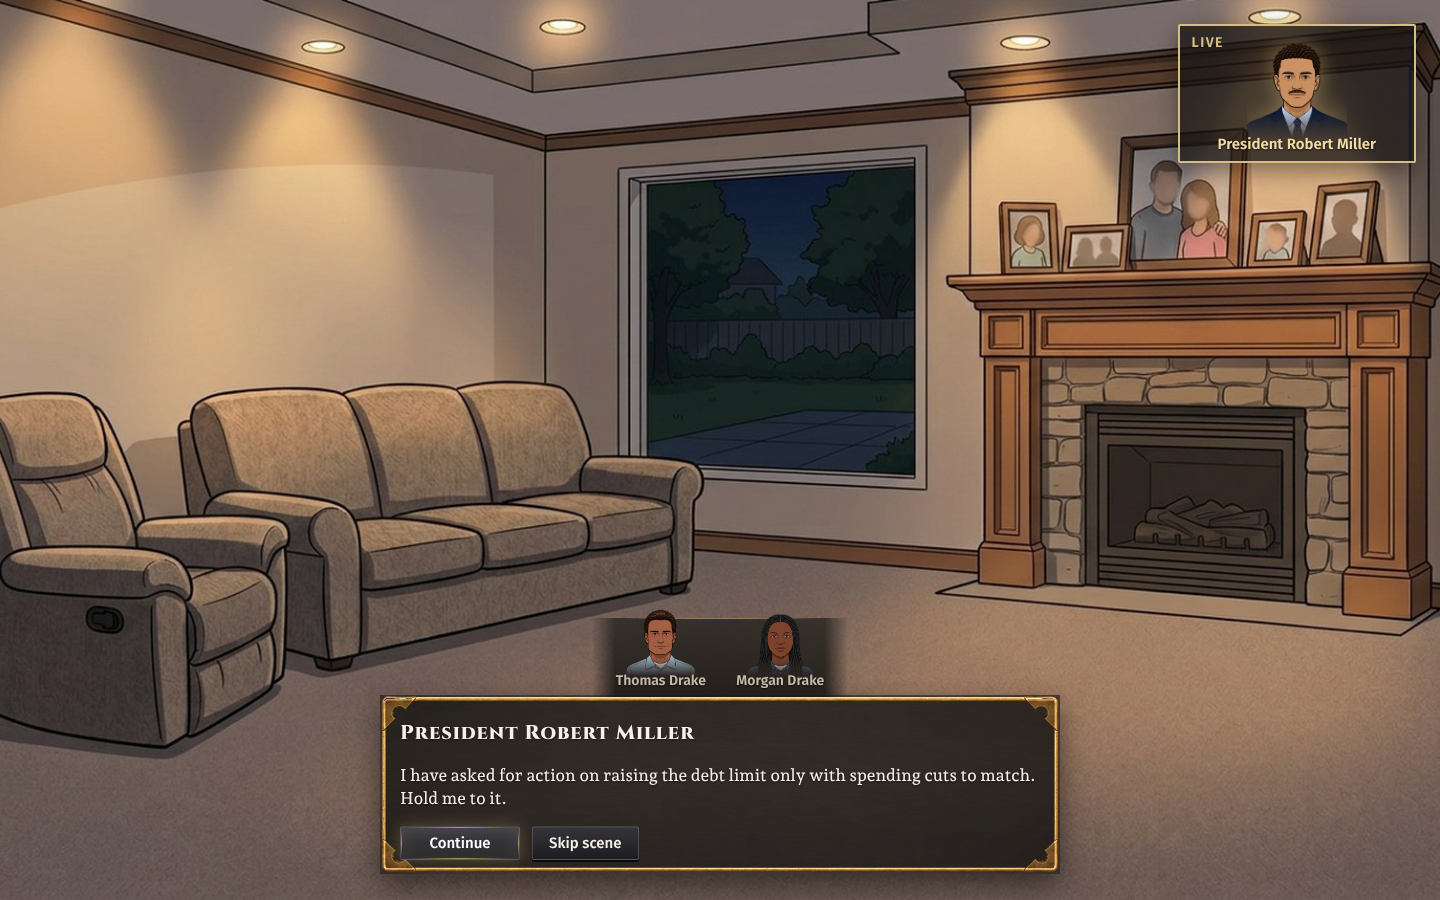 LIVE
President Robert Miller
Thomas Drake
Morgan Drake
President Robert Miller
I have asked for action on raising the debt limit only with spending cuts to match.
Hold me to it.
Continue
Skip scene